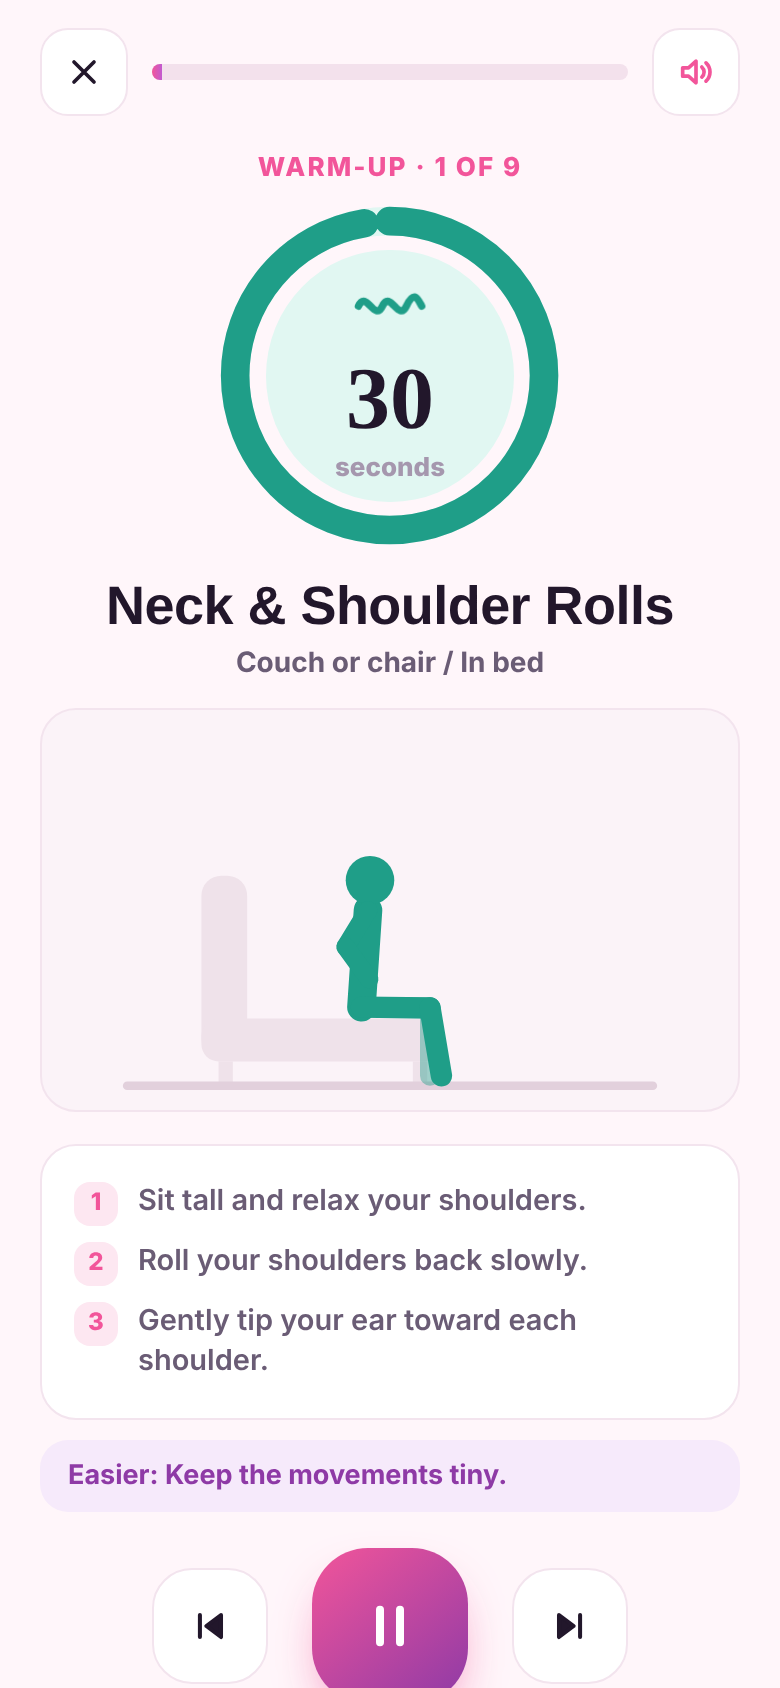 WARM-UP · 1 OF 9
30
seconds
Neck & Shoulder Rolls
Couch or chair / In bed
1 Sit tall and relax your shoulders.
2 Roll your shoulders back slowly.
3 Gently tip your ear toward each
shoulder.
Easier: Keep the movements tiny.